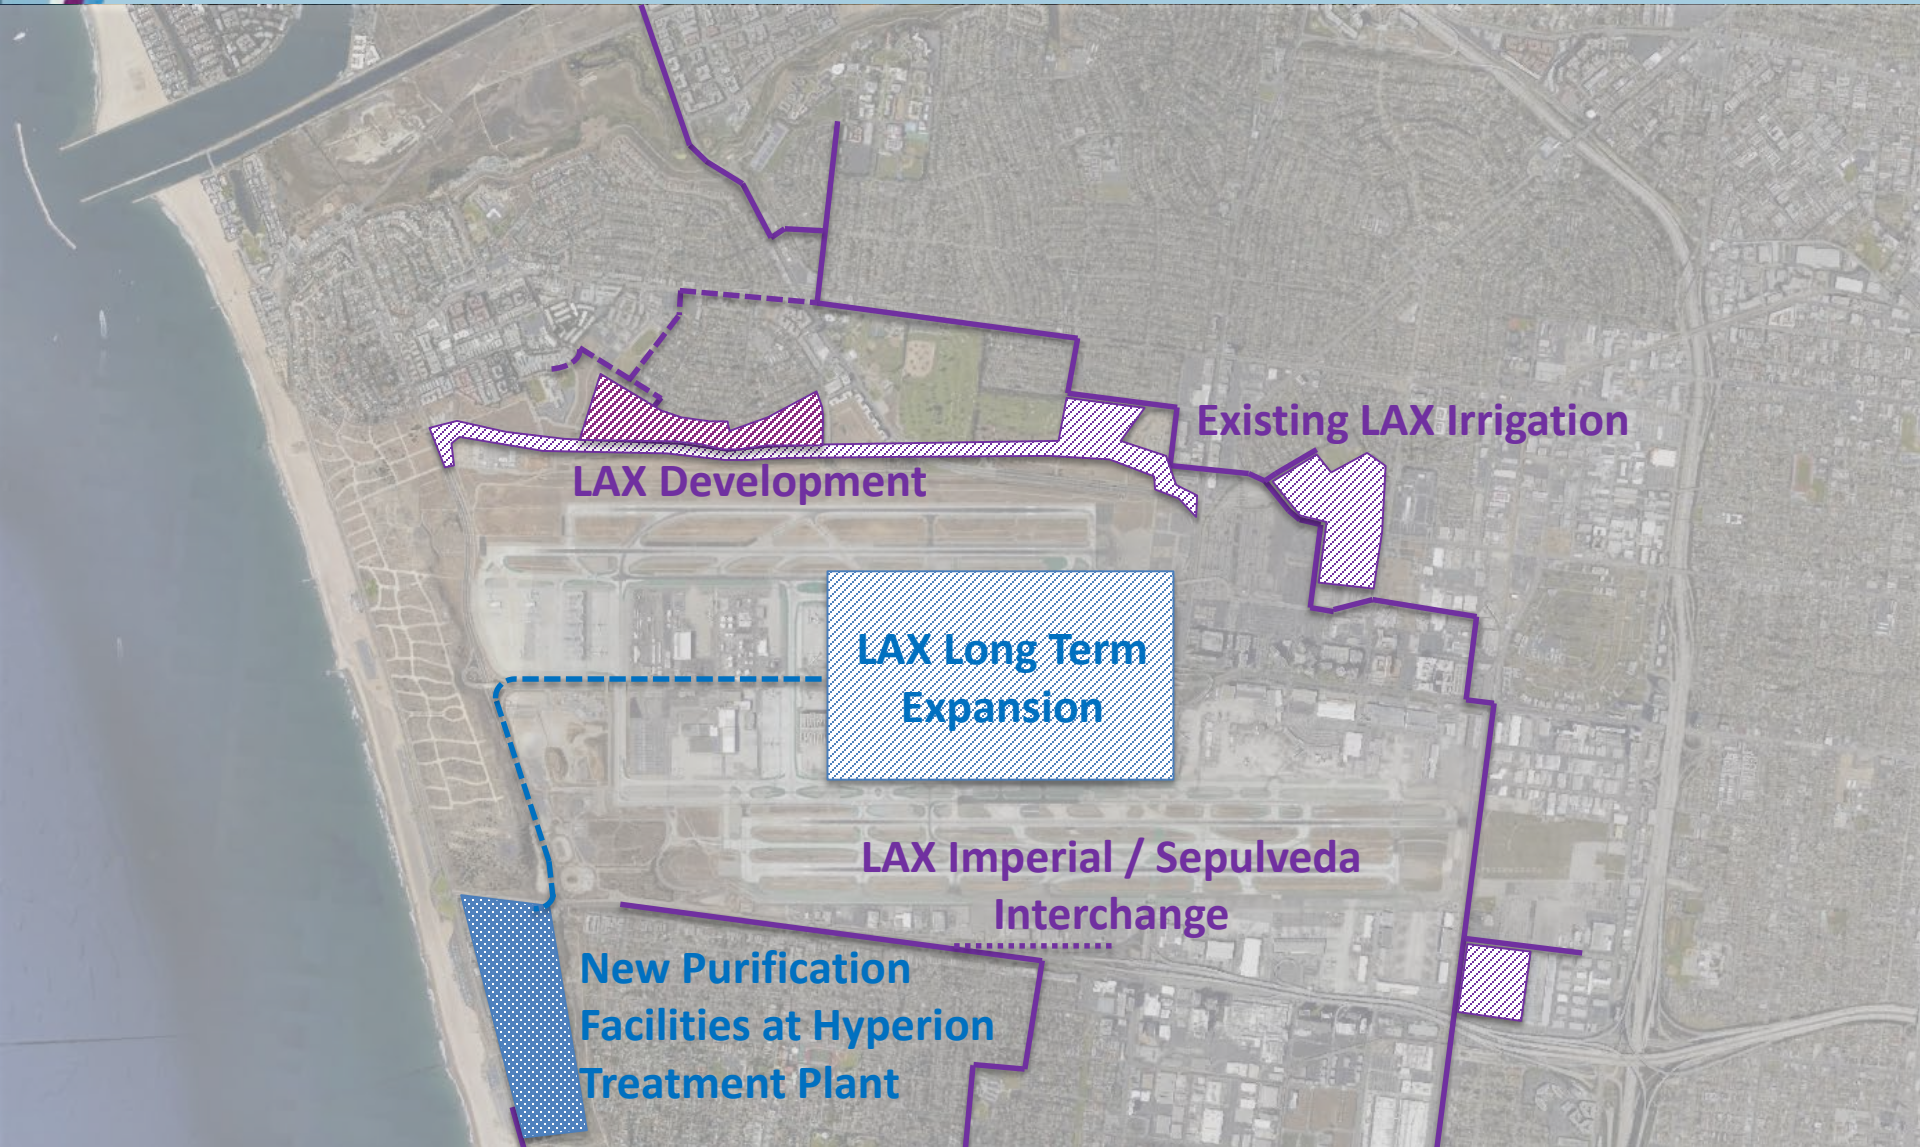 Existing LAX Irrigation
LAX Development
LAX Long Term
Expansion
LAX Imperial / Sepulveda
Interchange
New Purification
Facilities at Hyperion
Treatment Plant